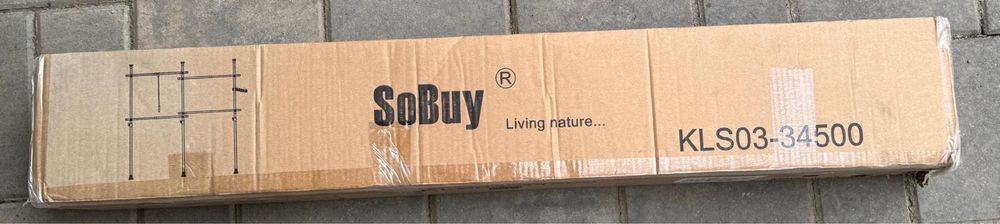 SoBuy ®
Living nature...
KLS03-34500